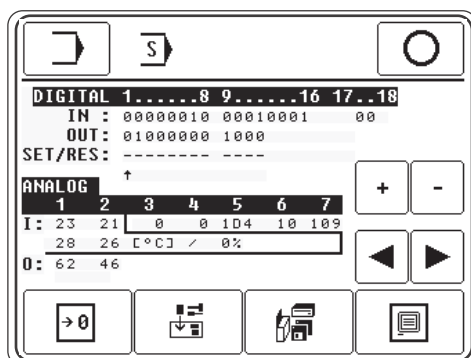 S
DIGITAL 1......8 9......16 17..18
IN : 00000010 00010001 00
OUT: 01000000 1000
SET/RES: -------- ----
↑
ANALOG
1 2 3 4 5 6 7
I: 23 21 0 0 1D4 10 109
28 26 [°C] / 0%
O: 62 46
+ -
→0